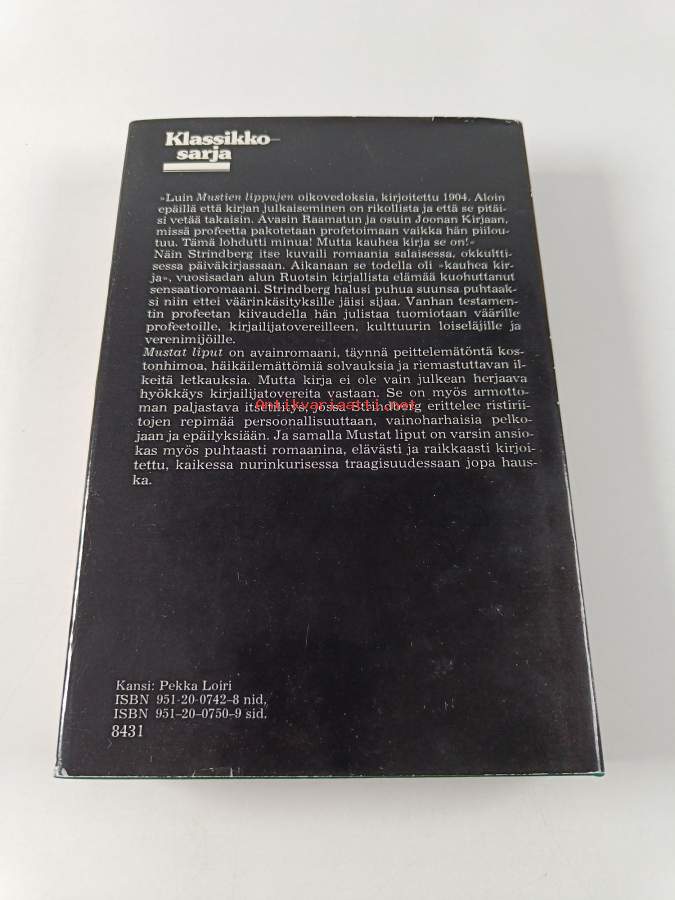 Klassikko-
sarja
»Luin Mustien lippujen oikovedoksia, kirjoitettu 1904. Aloin
epäillä että kirjan julkaiseminen on rikollista ja että se pitäi-
si vetää takaisin. Avasin Raamatun ja osuin Joonan Kirjaan,
missä profeetta pakotetaan profetoimaan vaikka hän piilou-
tuu. Tämä lohdutti minua! Mutta kauhea kirja se on!«
Näin Strindberg itse kuvaili romaania salaisessa, okkultti-
sessa päiväkirjassaan. Aikanaan se todella oli »kauhea kir-
ja», vuosisadan alun Ruotsin kirjallista elämää kuohuttanut
sensaatioromaani. Strindberg halusi puhua suunsa puhtaak-
si niin ettei väärinkäsityksille jäisi sijaa. Vanhan testamen-
tin profeetan kiivaudella hän julistaa tuomiotaan väärille
profeetoille, kirjailijatovereilleen, kulttuurin loiseläjille ja
verenimijöille.
Mustat liput on avainromaani, täynnä peittelemätöntä kos-
tonhimoa, häikäilemättömiä solvauksia ja riemastuttavan il-
keitä letkauksia. Mutta kirja ei ole vain julkean herjaava
hyökkäys kirjailijatovereita vastaan. Se on myös armotto-
man paljastava itseerittely, jossa Strindberg erittelee ristirii-
tojen repimää persoonallisuuttaan, vainoharhaisia pelko-
jaan ja epäilyksiään. Ja samalla Mustat liput on varsin ansio-
kas myös puhtaasti romaanina, elävästi ja raikkaasti kirjoi-
tettu, kaikessa nurinkurisessa traagisuudessaan jopa haus-
ka.
Antikvariaatti.net
Kansi: Pekka Loiri
ISBN 951-20-0742-8 nid.
ISBN 951-20-0750-9 sid.
8431